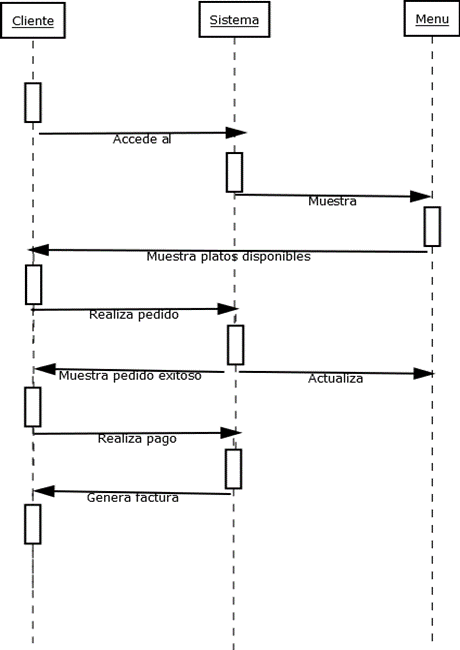 Cliente
Sistema
Menu
Accede al
Muestra
Muestra platos disponibles
Realiza pedido
Muestra pedido exitoso
Actualiza
Realiza pago
Genera factura